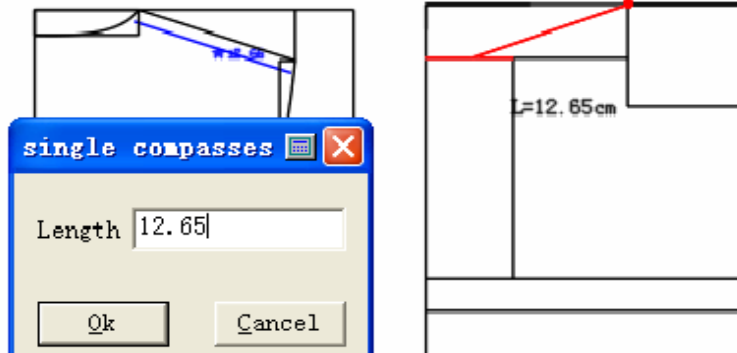 single compasses
Length 12.65
Ok
Cancel
L=12.65cm